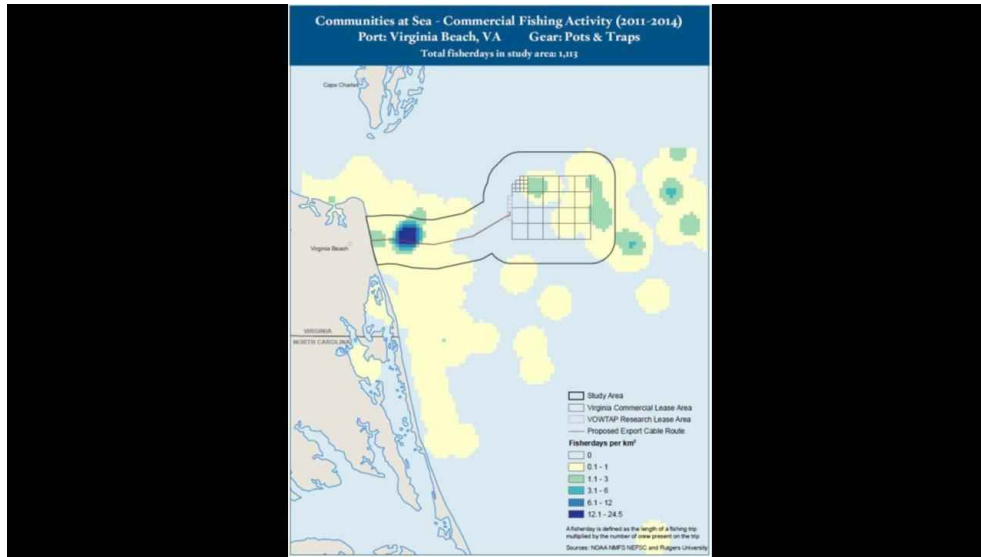 Communities at Sea - Commercial Fishing Activity (2011-2014)
Port: Virginia Beach, VA Gear: Pots & Traps
Total fisherdays in study area: 1,113
Cape Charles
Virginia Beach
VIRGINIA
NORTH CAROLINA
Study Area
Virginia Commercial Lease Area
VOWTAP Research Lease Area
Proposed Export Cable Route
Fisherdays per km²
0
0.1 - 1
1.1 - 3
3.1 - 6
6.1 - 12
12.1 - 24.5
A fisherday is defined as the length of a fishing trip
multiplied by the number of crew present on the trip
Sources: NOAA NMFS NEFSC and Rutgers University